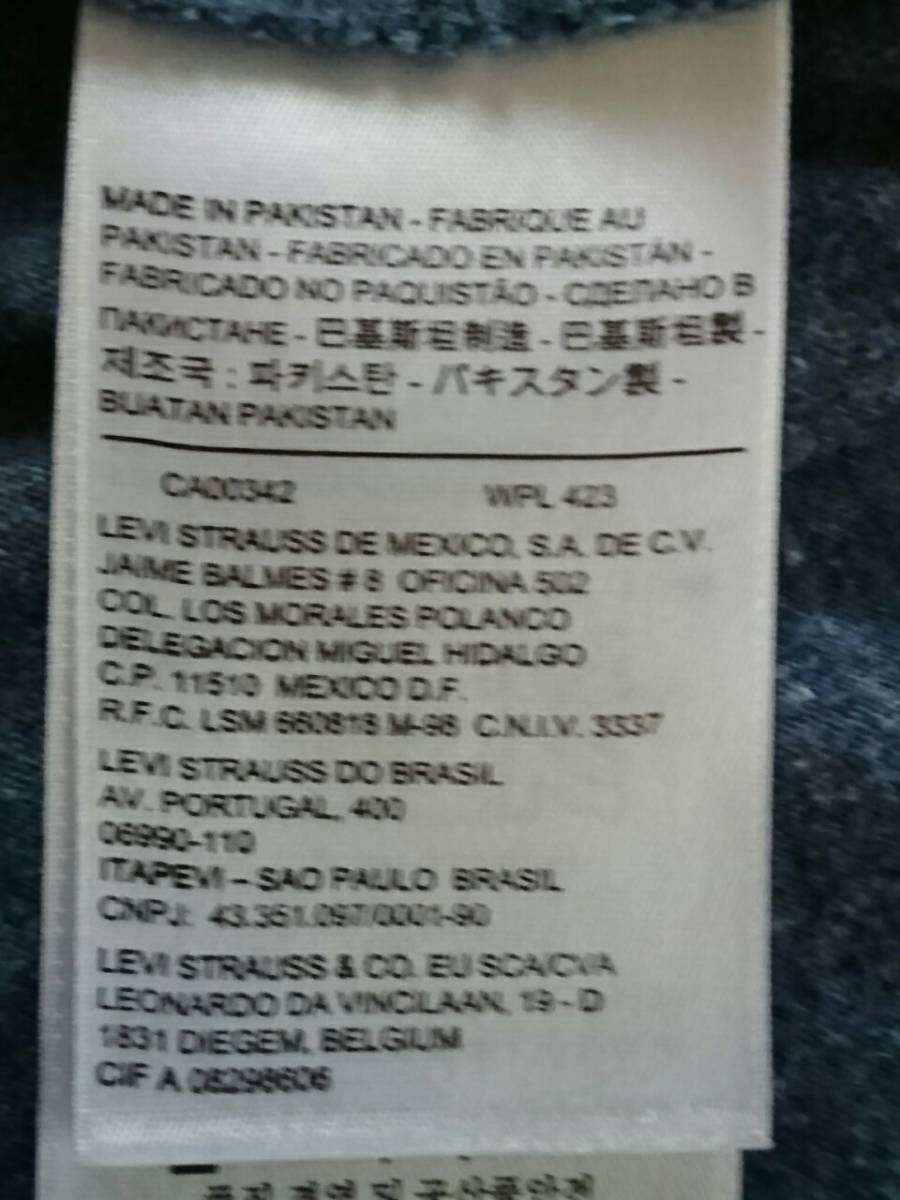 MADE IN PAKISTAN - FABRIQUE AU
PAKISTAN - FABRICADO EN PAKISTÁN -
FABRICADO NO PAQUISTÃO - СДЕЛАНО В
ПАКИСТАНЕ - 巴基斯坦制造 - 巴基斯坦製 -
제조국 : 파키스탄 - パキスタン製 -
BUATAN PAKISTAN
CA00342 WPL 423
LEVI STRAUSS DE MEXICO, S.A. DE C.V.
JAIME BALMES # 8 OFICINA 502
COL. LOS MORALES POLANCO
DELEGACION MIGUEL HIDALGO
C.P. 11510 MEXICO D.F.
R.F.C. LSM 660818 M-98 C.N.I.V. 3337
LEVI STRAUSS DO BRASIL
AV. PORTUGAL, 400
06990-110
ITAPEVI – SAO PAULO BRASIL
CNPJ: 43.351.097/0001-90
LEVI STRAUSS & CO. EU SCA/CVA
LEONARDO DA VINCILAAN, 19 - D
1831 DIEGEM, BELGIUM
CIF A 08298606